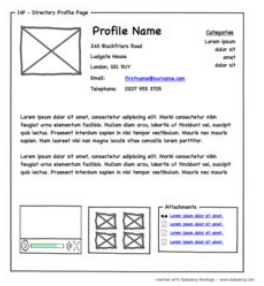 IMF - Directory Profile Page
Profile Name
Categories
245 Blackfriars Road
Lorem ipsum
Ludgate House
dolor sit
London, SE1 9UY
amet
dolor sit
Email: firstname@surname.com
Telephone: 0207 955 3705
Lorem ipsum dolor sit amet, consectetur adipiscing elit. Morbi consectetur nibh
feugiat urna elementum facilisis. Nullam diam arcu, lobortis ut tincidunt vel, suscipit
quis lectus. Praesent interdum sapien in nisi tempor vestibulum. Mauris nec mauris
sapien. Nam laoreet nisl non magna iaculis vitae convallis lorem porttitor.
Lorem ipsum dolor sit amet, consectetur adipiscing elit. Morbi consectetur nibh
feugiat urna elementum facilisis. Nullam diam arcu, lobortis ut tincidunt vel, suscipit
quis lectus. Praesent interdum sapien in nisi tempor vestibulum. Mauris nec mauris
Attachments
Lorem ipsum dolor sit amet.
Lorem ipsum dolor sit amet.
Lorem ipsum dolor sit amet.
Lorem ipsum dolor sit amet.
created with Balsamiq Mockups - www.balsamiq.com